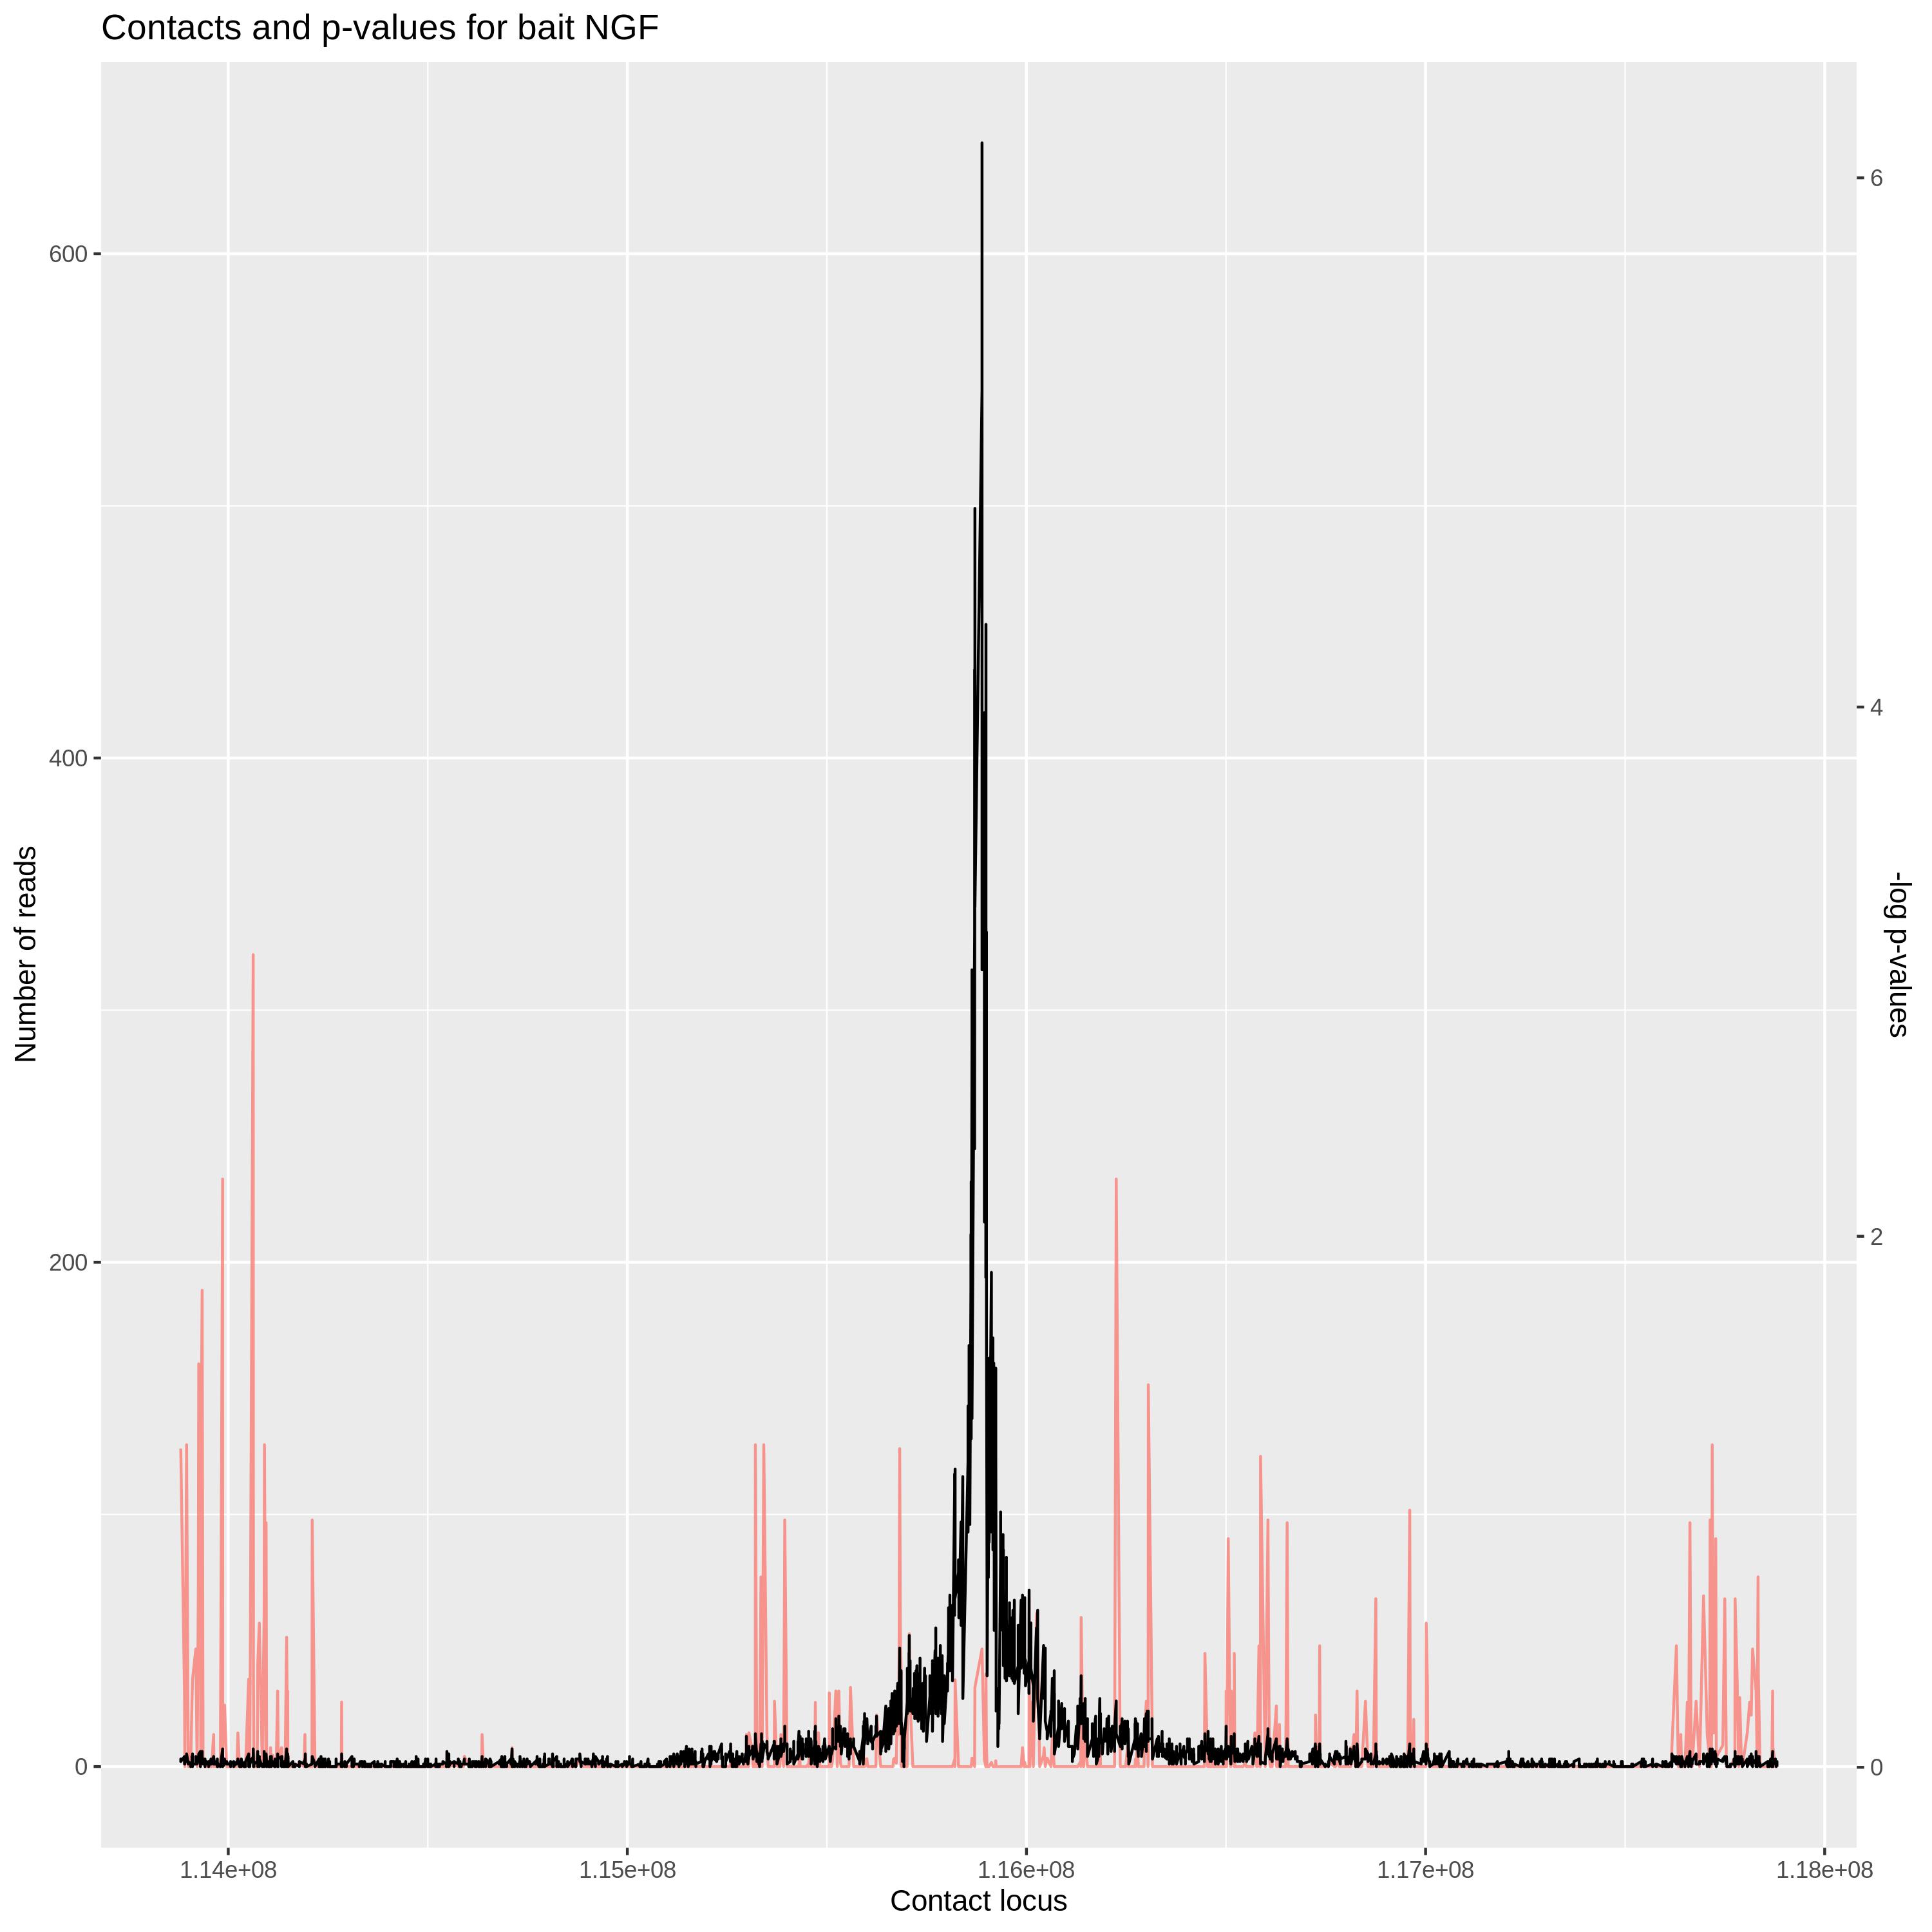 Contacts and p-values for bait NGF
600
400
200
0
Number of reads
6
4
2
0
-log p-values
1.14e+08
1.15e+08
1.16e+08
1.17e+08
1.18e+08
Contact locus